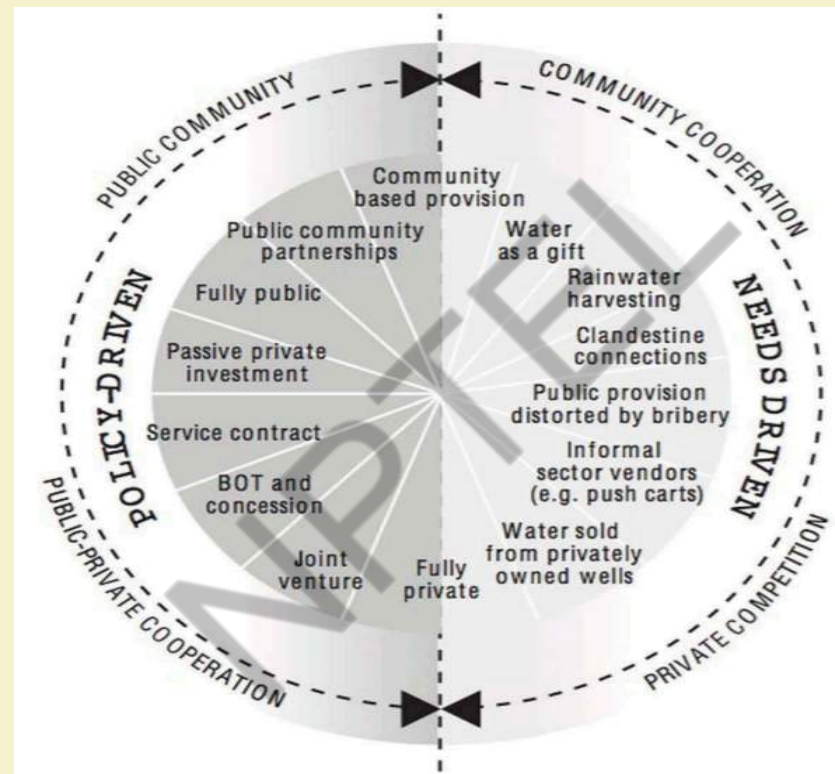 PUBLIC COMMUNITY
COMMUNITY COOPERATION
POLICY-DRIVEN
NEEDS DRIVEN
PUBLIC-PRIVATE COOPERATION
PRIVATE COMPETITION
Community
based provision
Public community
partnerships
Fully public
Passive private
investment
Service contract
BOT and
concession
Joint
venture
Fully
private
Water
as a gift
Rainwater
harvesting
Clandestine
connections
Public provision
distorted by bribery
Informal
sector vendors
(e.g. push carts)
Water sold
from privately
owned wells
NPTEL